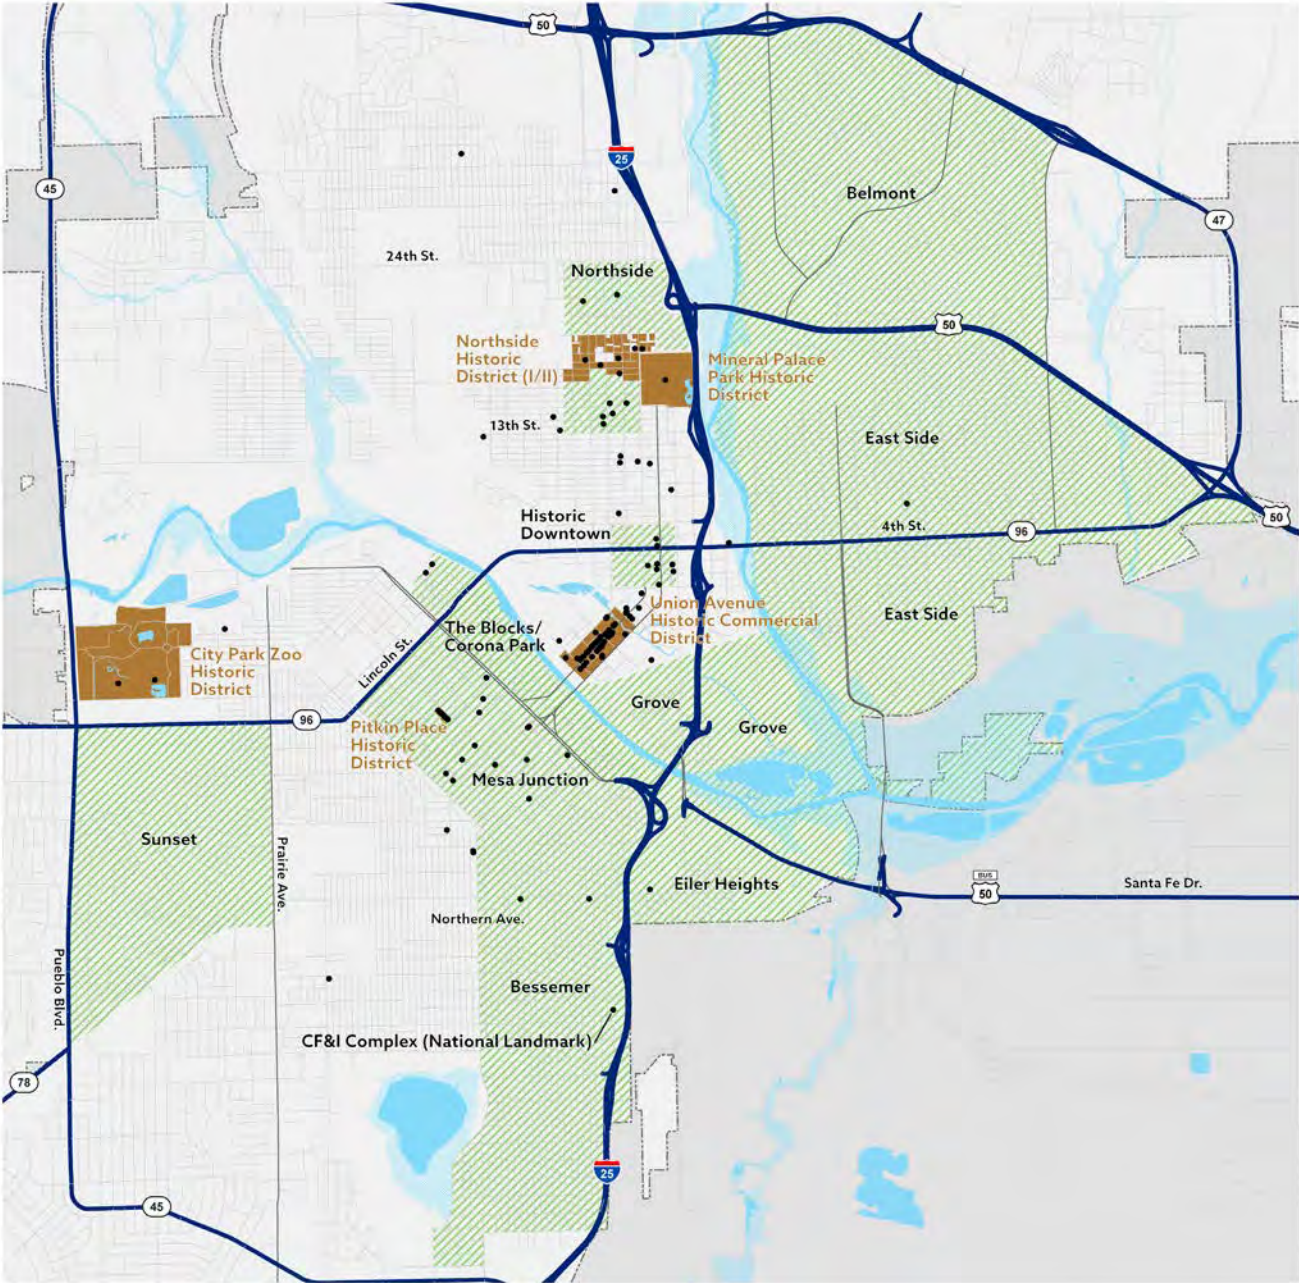 50
25
45
Belmont
47
24th St.
Northside
50
Northside
Historic
District (I/II)
Mineral Palace
Park Historic
District
13th St.
East Side
Historic
Downtown
4th St.
96
50
Union Avenue
Historic Commercial
District
East Side
The Blocks/
Corona Park
Lincoln St.
City Park Zoo
Historic
District
Grove
96
Pitkin Place
Historic
District
Grove
Mesa Junction
Sunset
Prairie Ave.
Eiler Heights
BUS
50
Santa Fe Dr.
Northern Ave.
Pueblo Blvd.
Bessemer
CF&I Complex (National Landmark)
78
25
45